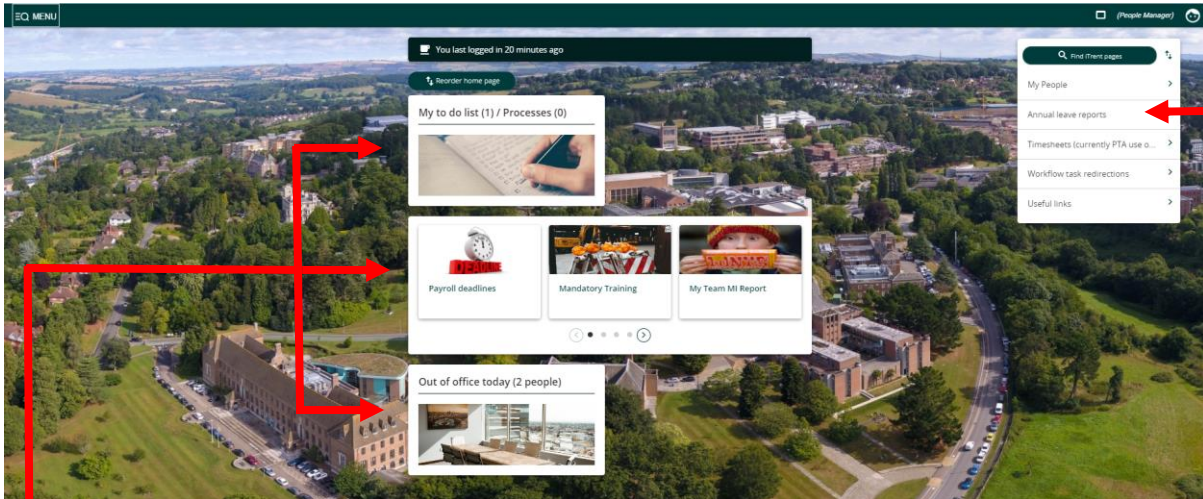 MENU
(People Manager)
You last logged in 20 minutes ago
Find iTrent pages
Reorder home page
My People
My to do list (1) / Processes (0)
Annual leave reports
Timesheets (currently PTA use o...
Workflow task redirections
Useful links
DEADLINE
Payroll deadlines
Mandatory Training
My Team MI Report
Out of office today (2 people)